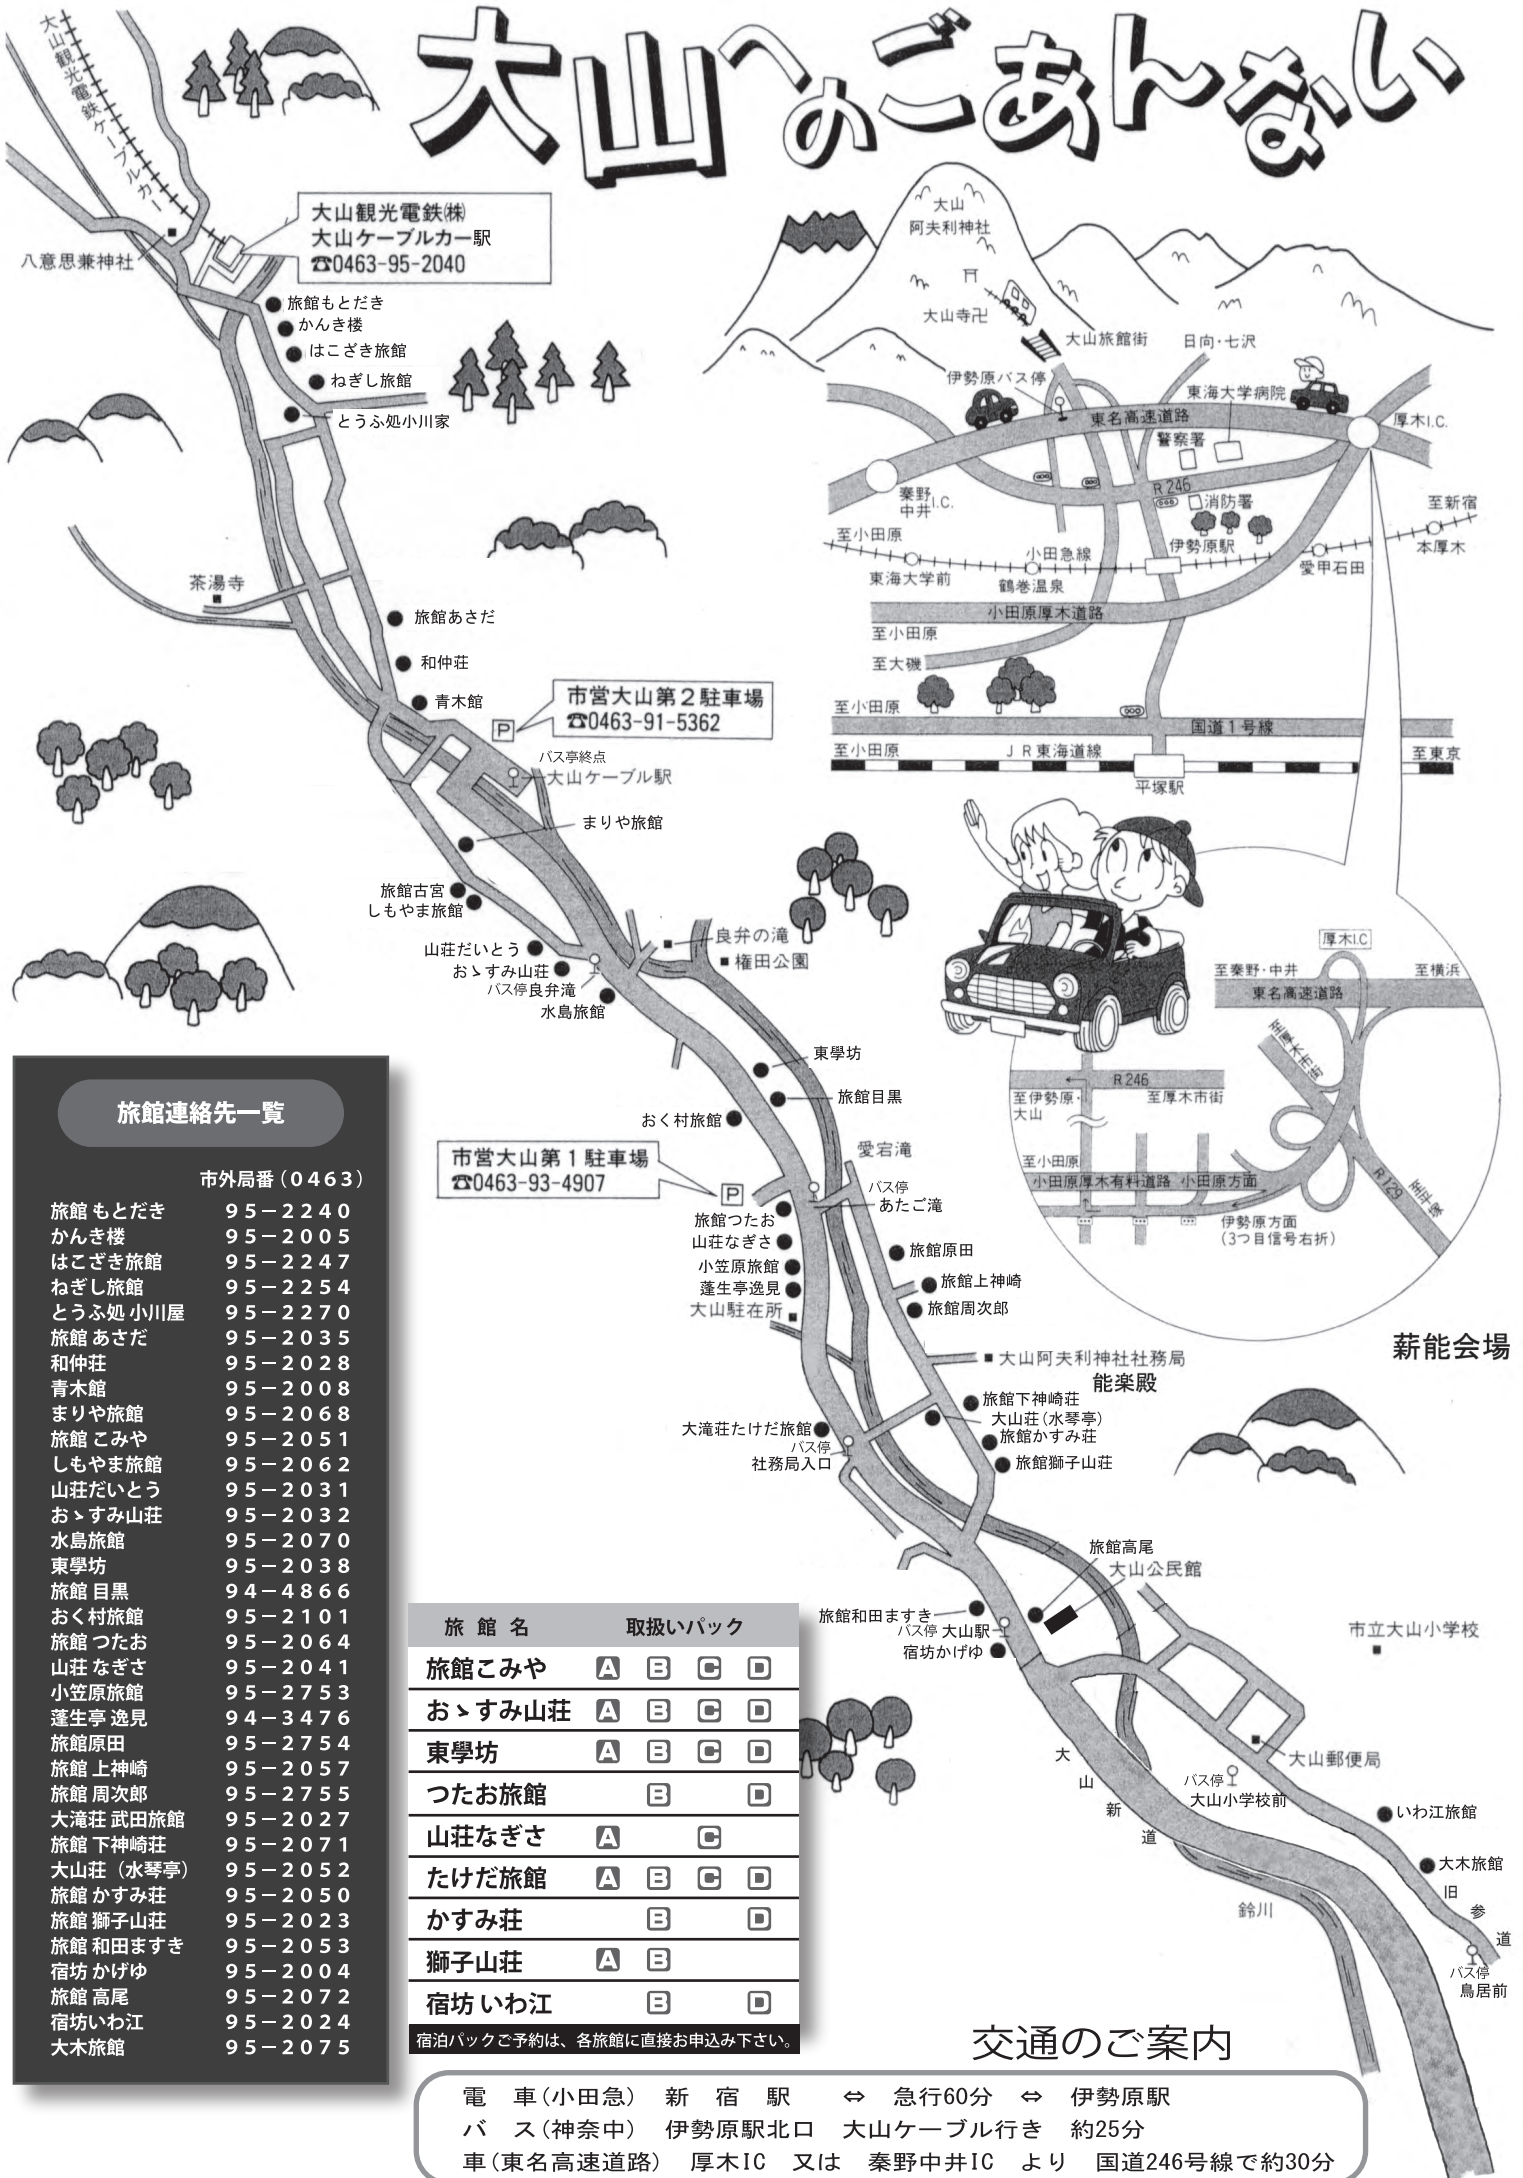 大山へのごあんない
大山観光電鉄ケーブルカー
大山観光電鉄㈱
大山ケーブルカー駅
☎0463-95-2040
八意思兼神社
旅館もとだき
かんき楼
はこざき旅館
ねぎし旅館
とうふ処小川家
茶湯寺
旅館あさだ
和仲荘
青木館
市営大山第２駐車場
☎0463-91-5362
P
バス亭終点
大山ケーブル駅
まりや旅館
旅館古宮
しもやま旅館
山荘だいとう
おゝすみ山荘
バス停良弁滝
水島旅館
良弁の滝
権田公園
東學坊
旅館目黒
おく村旅館
愛宕滝
市営大山第１駐車場
☎0463-93-4907
P
バス停
あたご滝
旅館つたお
山荘なぎさ
小笠原旅館
蓬生亭逸見
大山駐在所
旅館原田
旅館上神崎
旅館周次郎
大山阿夫利神社社務局
能楽殿
薪能会場
旅館下神崎荘
大山荘(水琴亭)
旅館かすみ荘
旅館獅子山荘
大滝荘たけだ旅館
バス停
社務局入口
旅館高尾
大山公民館
旅館和田ますき
バス停 大山駅
宿坊かげゆ
市立大山小学校
大山郵便局
バス停
大山小学校前
大山新道
いわ江旅館
大木旅館
旧参道
鈴川
バス停
鳥居前
大山
阿夫利神社
大山寺卍
大山旅館街
日向・七沢
伊勢原バス停
東海大学病院
東名高速道路
厚木I.C.
警察署
秦野
中井I.C.
R 246
消防署
至新宿
至小田原
小田急線
伊勢原駅
本厚木
東海大学前
鶴巻温泉
愛甲石田
小田原厚木道路
至小田原
至大磯
至小田原
国道１号線
至小田原
ＪＲ東海道線
至東京
平塚駅
厚木I.C
至秦野・中井
至横浜
東名高速道路
至厚木市街
R 246
至伊勢原・
大山
至厚木市街
至小田原
小田原厚木有料道路 小田原方面
R 129
至平塚
伊勢原方面
(3つ目信号右折)
旅館連絡先一覧
市外局番(０４６３)
旅館 もとだき ９５－２２４０
かんき楼 ９５－２００５
はこざき旅館 ９５－２２４７
ねぎし旅館 ９５－２２５４
とうふ処 小川屋 ９５－２２７０
旅館 あさだ ９５－２０３５
和仲荘 ９５－２０２８
青木館 ９５－２００８
まりや旅館 ９５－２０６８
旅館 こみや ９５－２０５１
しもやま旅館 ９５－２０６２
山荘だいとう ９５－２０３１
おゝすみ山荘 ９５－２０３２
水島旅館 ９５－２０７０
東學坊 ９５－２０３８
旅館 目黒 ９４－４８６６
おく村旅館 ９５－２１０１
旅館 つたお ９５－２０６４
山荘 なぎさ ９５－２０４１
小笠原旅館 ９５－２７５３
蓬生亭 逸見 ９４－３４７６
旅館原田 ９５－２７５４
旅館 上神崎 ９５－２０５７
旅館 周次郎 ９５－２７５５
大滝荘 武田旅館 ９５－２０２７
旅館 下神崎荘 ９５－２０７１
大山荘（水琴亭） ９５－２０５２
旅館 かすみ荘 ９５－２０５０
旅館 獅子山荘 ９５－２０２３
旅館 和田ますき ９５－２０５３
宿坊 かげゆ ９５－２００４
旅館 高尾 ９５－２０７２
宿坊いわ江 ９５－２０２４
大木旅館 ９５－２０７５
旅 館 名 取扱いパック
旅館こみや A B C D
おゝすみ山荘 A B C D
東學坊 A B C D
つたお旅館 B D
山荘なぎさ A C
たけだ旅館 A B C D
かすみ荘 B D
獅子山荘 A B
宿坊 いわ江 B D
宿泊パックご予約は、各旅館に直接お申込み下さい。
交通のご案内
電 車(小田急) 新 宿 駅 ⇔ 急行60分 ⇔ 伊勢原駅
バ ス(神奈中) 伊勢原駅北口 大山ケーブル行き 約25分
車(東名高速道路) 厚木IC 又は 秦野中井IC より 国道246号線で約30分